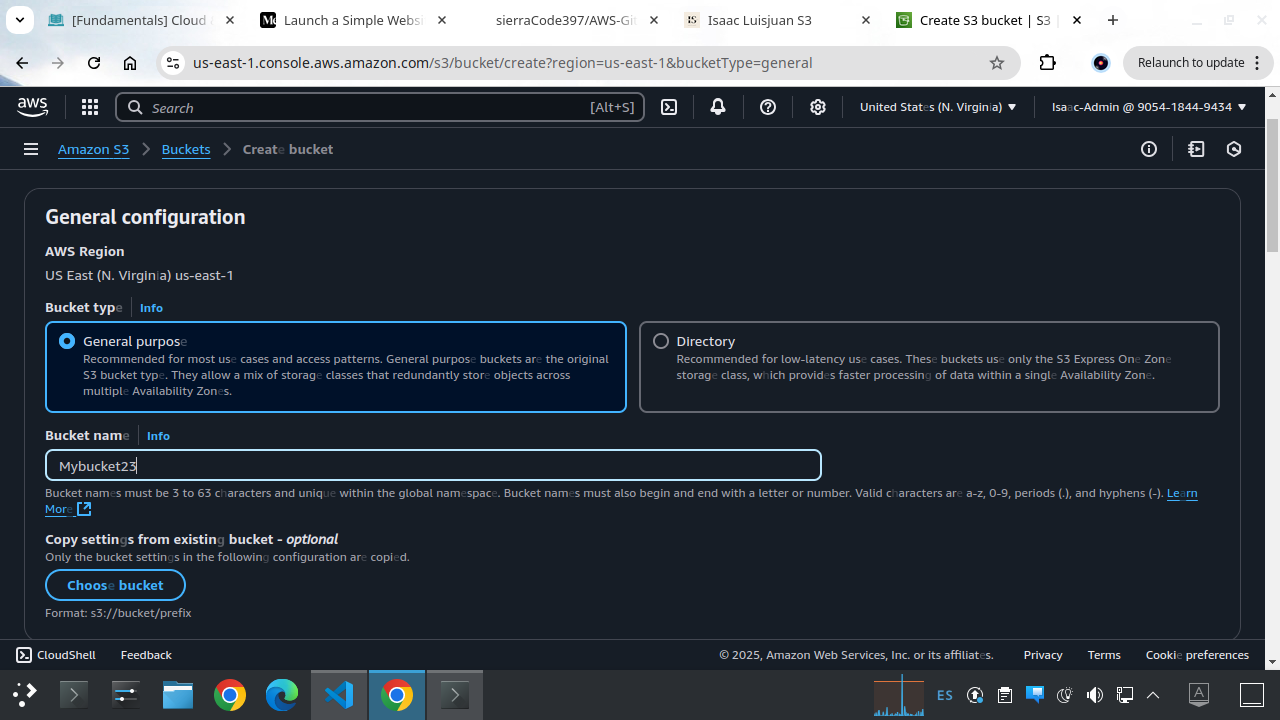 [Fundamentals] Cloud
Launch a Simple Websi
sierraCode397/AWS-Git
Isaac Luisjuan S3
Create S3 bucket | S3 |
us-east-1.console.aws.amazon.com/s3/bucket/create?region=us-east-1&bucketType=general
Relaunch to update
aws
Search
[Alt+S]
United States (N. Virginia)
Isaac-Admin @ 9054-1844-9434
Amazon S3
Buckets
Create bucket
General configuration
AWS Region
US East (N. Virginia) us-east-1
Bucket type
Info
General purpose
Recommended for most use cases and access patterns. General purpose buckets are the original
S3 bucket type. They allow a mix of storage classes that redundantly store objects across
multiple Availability Zones.
Directory
Recommended for low-latency use cases. These buckets use only the S3 Express One Zone
storage class, which provides faster processing of data within a single Availability Zone.
Bucket name
Info
Mybucket23
Bucket names must be 3 to 63 characters and unique within the global namespace. Bucket names must also begin and end with a letter or number. Valid characters are a-z, 0-9, periods (.), and hyphens (-). Learn
More
Copy settings from existing bucket - optional
Only the bucket settings in the following configuration are copied.
Choose bucket
Format: s3://bucket/prefix
CloudShell
Feedback
© 2025, Amazon Web Services, Inc. or its affiliates.
Privacy
Terms
Cookie preferences
ES
A